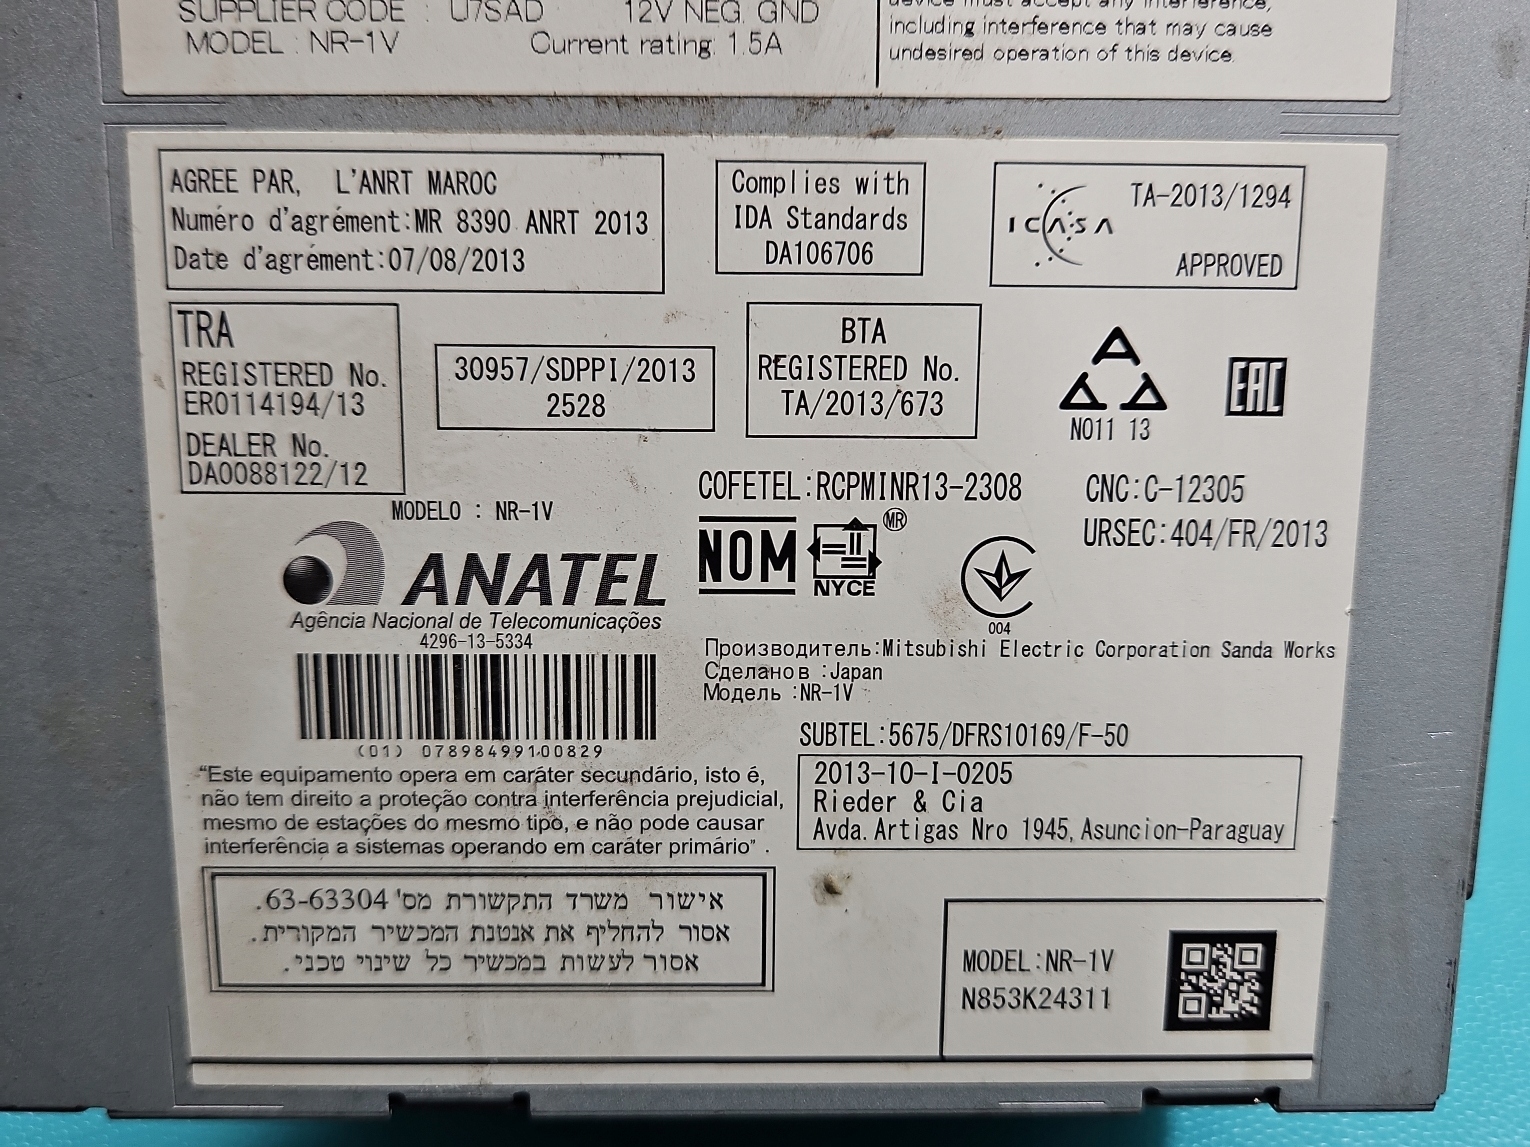 SUPPLIER CODE : U7SAD 12V NEG. GND
MODEL : NR-1V Current rating: 1.5A
device must accept any interference,
including interference that may cause
undesired operation of this device.
AGREE PAR, L'ANRT MAROC
Numéro d'agrément:MR 8390 ANRT 2013
Date d'agrément:07/08/2013
Complies with
IDA Standards
DA106706
ICASA
TA-2013/1294
APPROVED
TRA
REGISTERED No.
ER0114194/13
DEALER No.
DA0088122/12
30957/SDPPI/2013
2528
BTA
REGISTERED No.
TA/2013/673
N011 13
EAC
MODELO : NR-1V
ANATEL
Agência Nacional de Telecomunicações
4296-13-5334
(01) 07898499100829
"Este equipamento opera em caráter secundário, isto é,
não tem direito a proteção contra interferência prejudicial,
mesmo de estações do mesmo tipo, e não pode causar
interferência a sistemas operando em caráter primário" .
COFETEL:RCPMINR13-2308
NOM
NYCE
MR
CNC:C-12305
URSEC:404/FR/2013
004
Производитель:Mitsubishi Electric Corporation Sanda Works
Сделанов :Japan
Модель :NR-1V
SUBTEL:5675/DFRS10169/F-50
2013-10-I-0205
Rieder & Cia
Avda. Artigas Nro 1945, Asuncion-Paraguay
אישור משרד התקשורת מס' 63-63304.
אסור להחליף את אנטנת המכשיר המקורית.
אסור לעשות במכשיר כל שינוי טכני.
MODEL:NR-1V
N853K24311